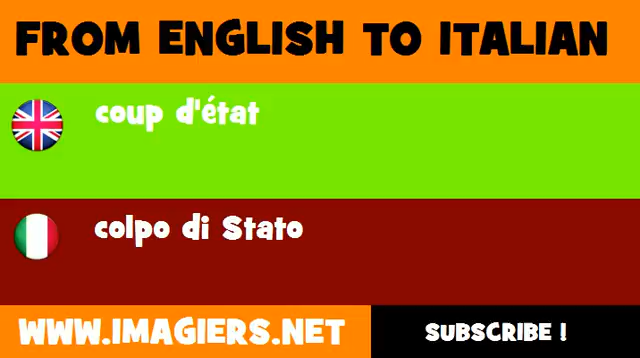 FROM ENGLISH TO ITALIAN
coup d'état
colpo di Stato
WWW.IMAGIERS.NET
SUBSCRIBE !